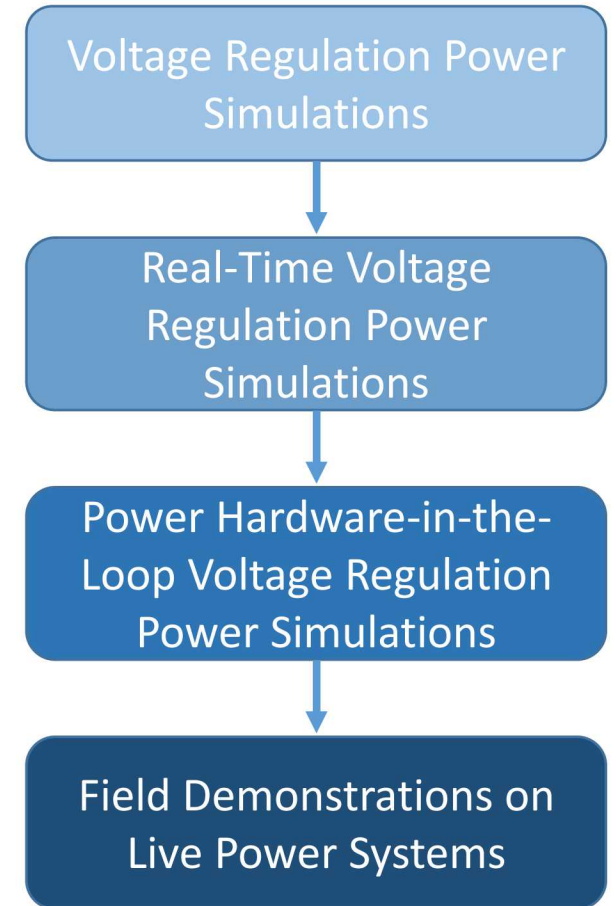 Voltage Regulation Power
Simulations
Real-Time Voltage
Regulation Power
Simulations
Power Hardware-in-the-
Loop Voltage Regulation
Power Simulations
Field Demonstrations on
Live Power Systems